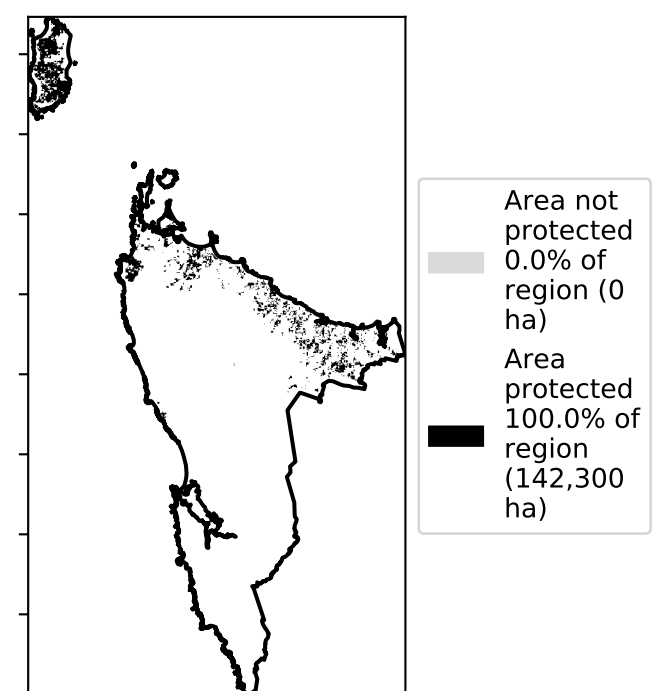 Area not
protected
0.0% of
region (0
ha)
Area
protected
100.0% of
region
(142,300
ha)